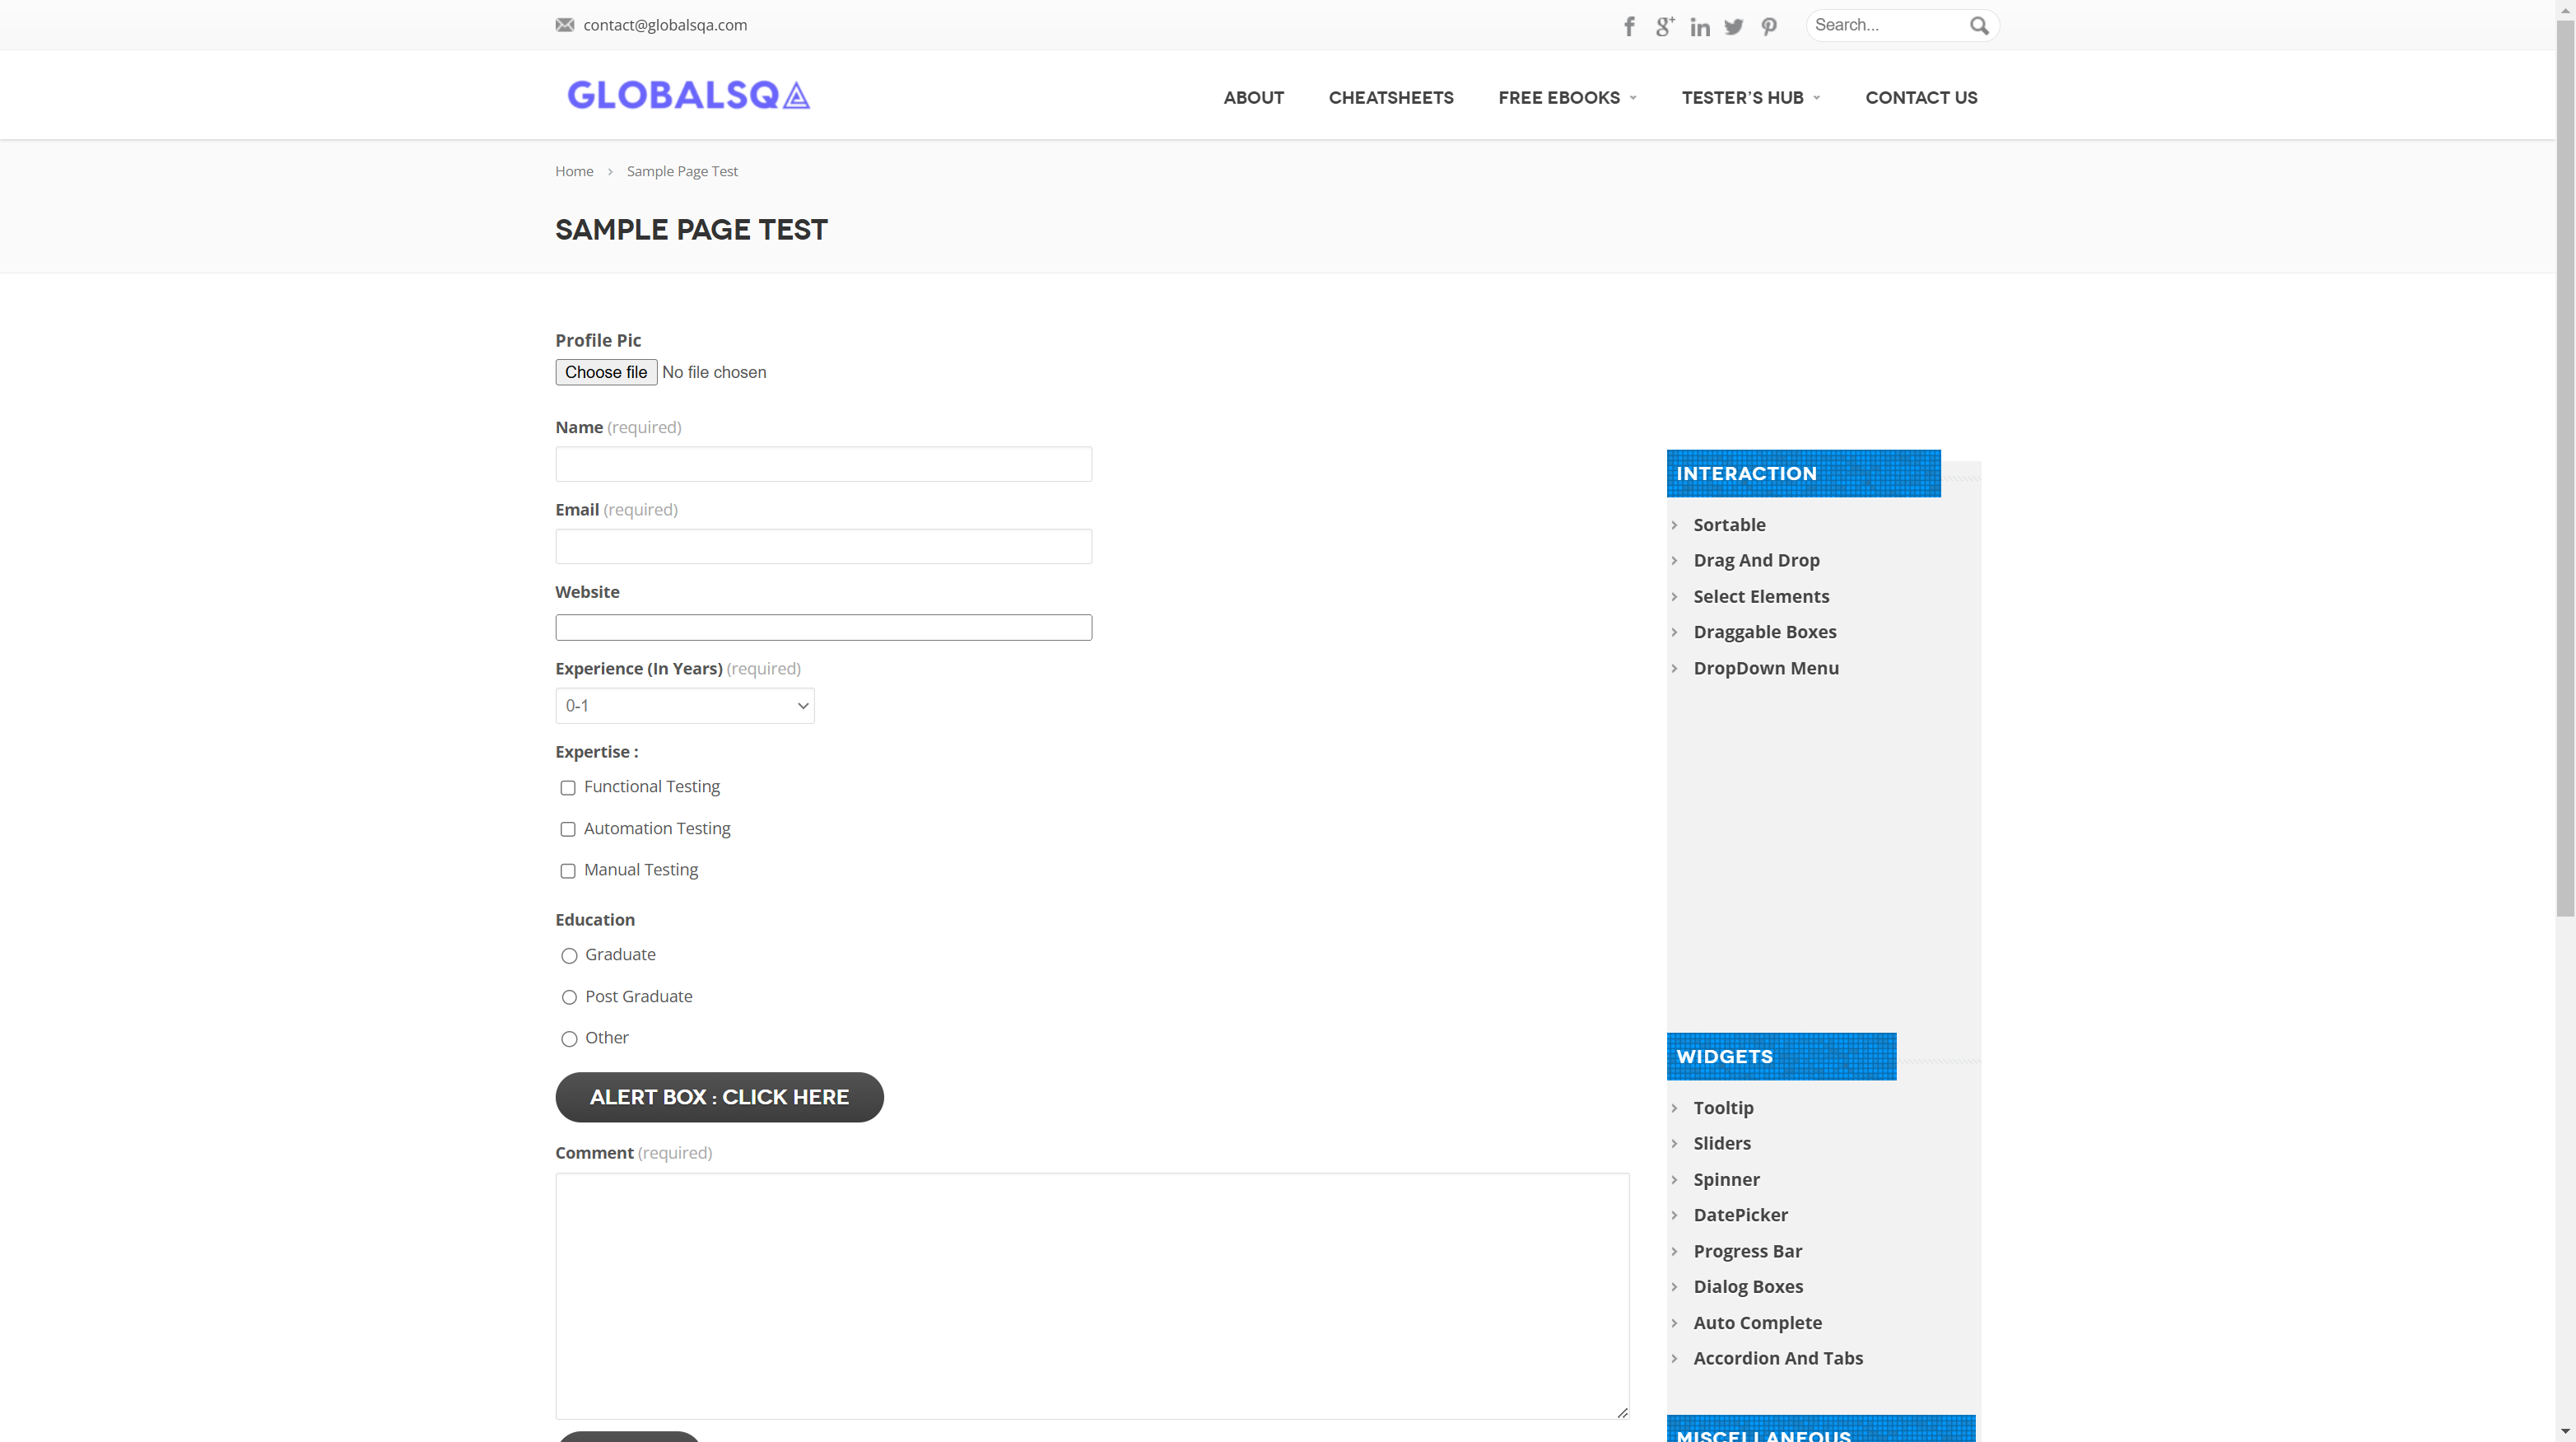 contact@globalsqa.com
Search...
GLOBALSQA
ABOUT
CHEATSHEETS
FREE EBOOKS
TESTER'S HUB
CONTACT US
Home
Sample Page Test
SAMPLE PAGE TEST
Profile Pic
Choose file No file chosen
Name (required)
Email (required)
Website
Experience (In Years) (required)
0-1
Expertise :
Functional Testing
Automation Testing
Manual Testing
Education
Graduate
Post Graduate
Other
ALERT BOX : CLICK HERE
Comment (required)
INTERACTION
Sortable
Drag And Drop
Select Elements
Draggable Boxes
DropDown Menu
WIDGETS
Tooltip
Sliders
Spinner
DatePicker
Progress Bar
Dialog Boxes
Auto Complete
Accordion And Tabs
MISCELLANEOUS